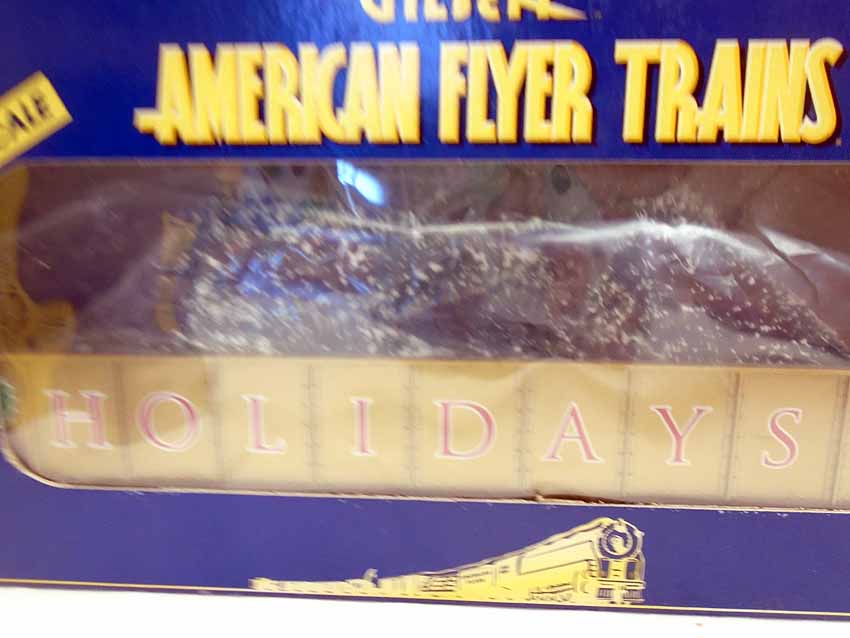 AMERICAN FLYER TRAINS
HOLIDAYS